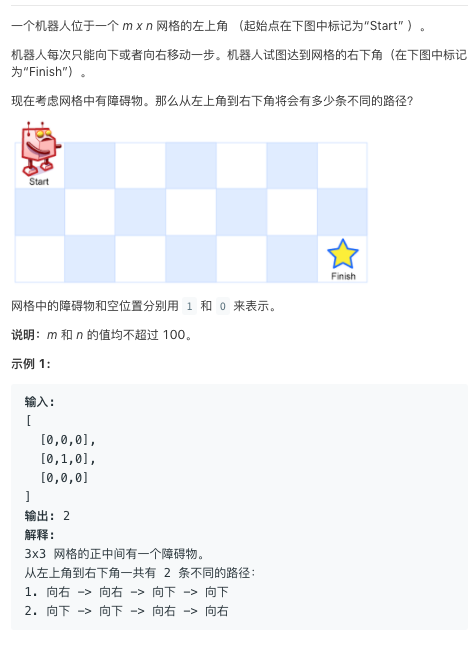 一个机器人位于一个 m x n 网格的左上角 （起始点在下图中标记为“Start” ）。
机器人每次只能向下或者向右移动一步。机器人试图达到网格的右下角（在下图中标记
为“Finish”）。
现在考虑网格中有障碍物。那么从左上角到右下角将会有多少条不同的路径?
Start
Finish
网格中的障碍物和空位置分别用 1 和 0 来表示。
说明：m 和 n 的值均不超过 100。
示例 1:
输入:
[
  [0,0,0],
  [0,1,0],
  [0,0,0]
]
输出: 2
解释:
3x3 网格的正中间有一个障碍物。
从左上角到右下角一共有 2 条不同的路径:
1. 向右 -> 向右 -> 向下 -> 向下
2. 向下 -> 向下 -> 向右 -> 向右